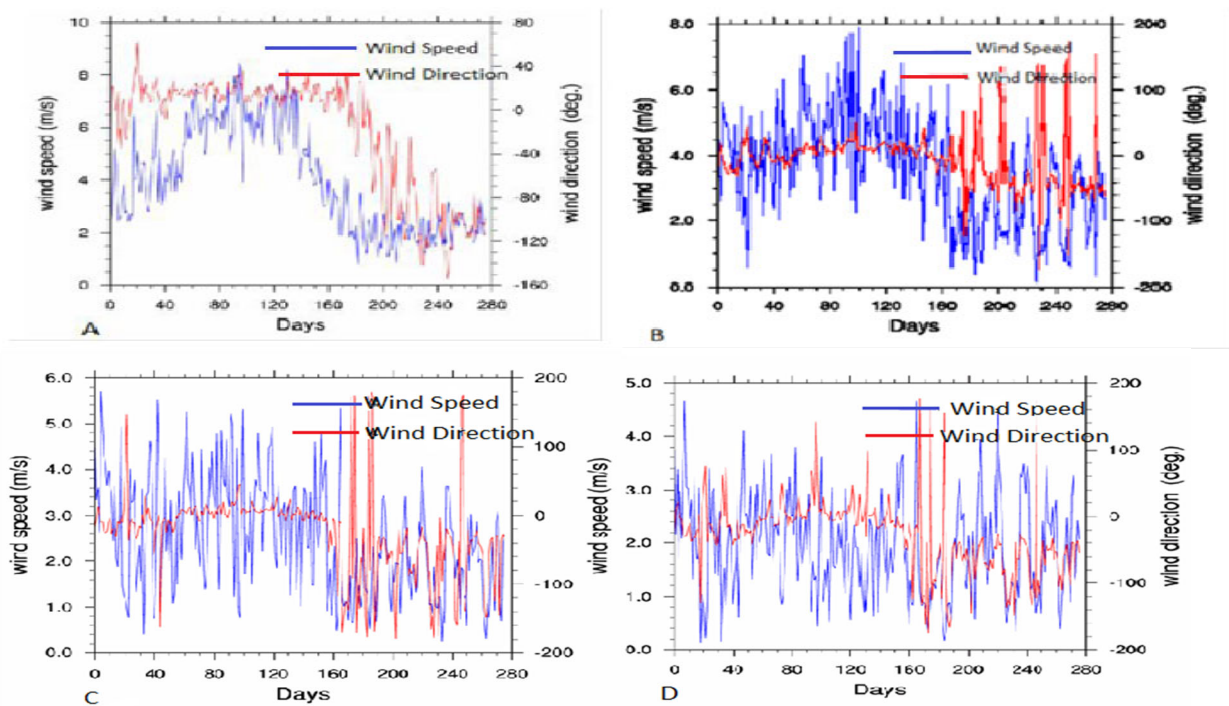 10
8
6
4
2
0
wind speed (m/s)
Wind Speed
Wind Direction
80
40
0
-40
-80
-120
-160
wind direction (deg.)
0 40 80 120 160 200 240 280
Days
A
8.0
6.0
4.0
2.0
wind speed (m/s)
Wind Speed
Wind Direction
200
100
0
-100
-200
wind direction (deg.)
0 40 80 120 160 200 240 280
Days
B
6.0
5.0
4.0
3.0
2.0
1.0
0.0
wind speed (m/s)
Wind Speed
Wind Direction
200
100
0
-100
-200
0 40 80 120 160 200 240 280
Days
C
5.0
4.0
3.0
2.0
1.0
0.0
wind speed (m/s)
Wind Speed
Wind Direction
200
100
0
-100
-200
wind direction (deg.)
0 40 80 120 160 200 240 280
Days
D